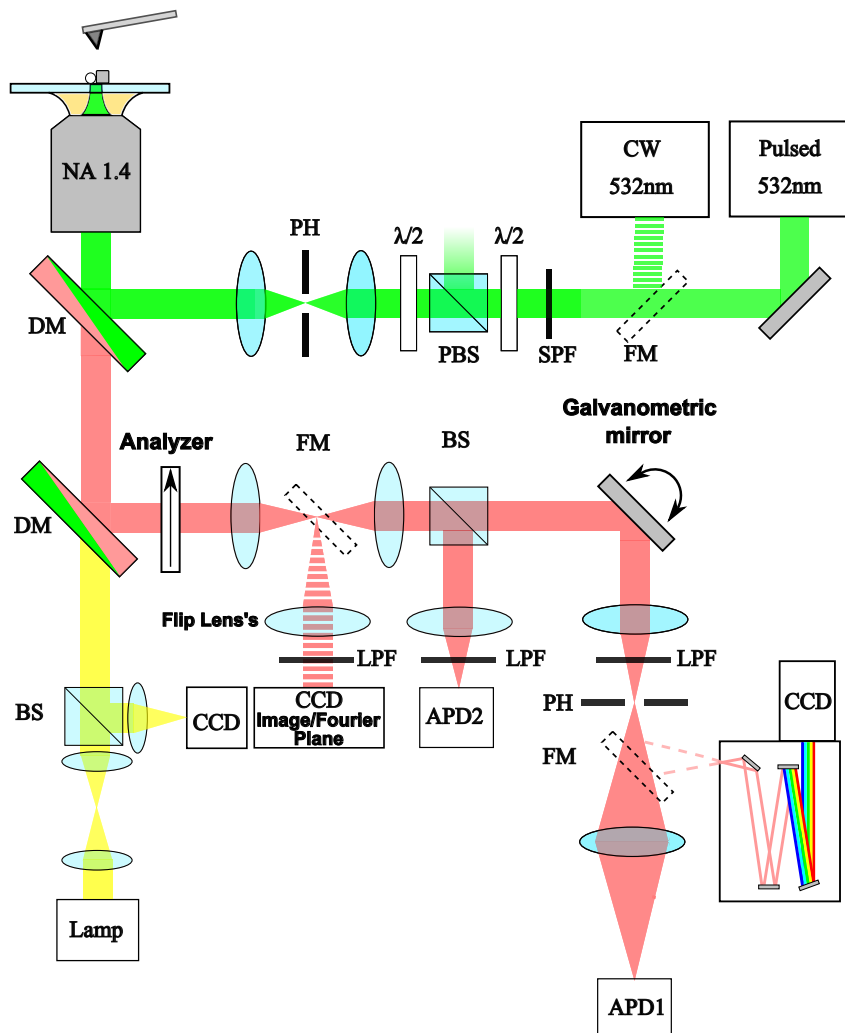 NA 1.4
CW
532nm
Pulsed
532nm
PH
λ/2
λ/2
DM
PBS
SPF
FM
Galvanometric
mirror
Analyzer
FM
BS
DM
Flip Lens's
LPF
LPF
LPF
BS
CCD
CCD
Image/Fourier
Plane
APD2
PH
CCD
FM
Lamp
APD1